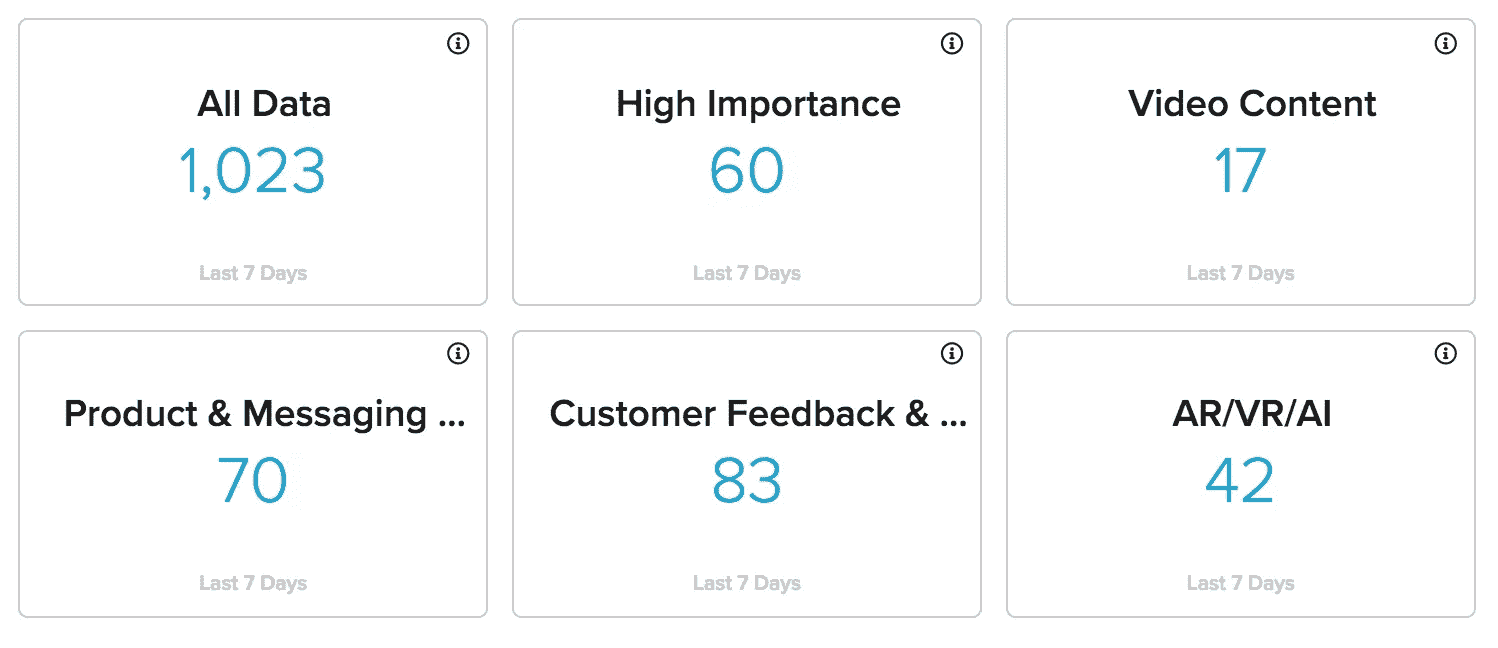 All Data
1,023
Last 7 Days
High Importance
60
Last 7 Days
Video Content
17
Last 7 Days
Product & Messaging ...
70
Last 7 Days
Customer Feedback & ...
83
Last 7 Days
AR/VR/AI
42
Last 7 Days